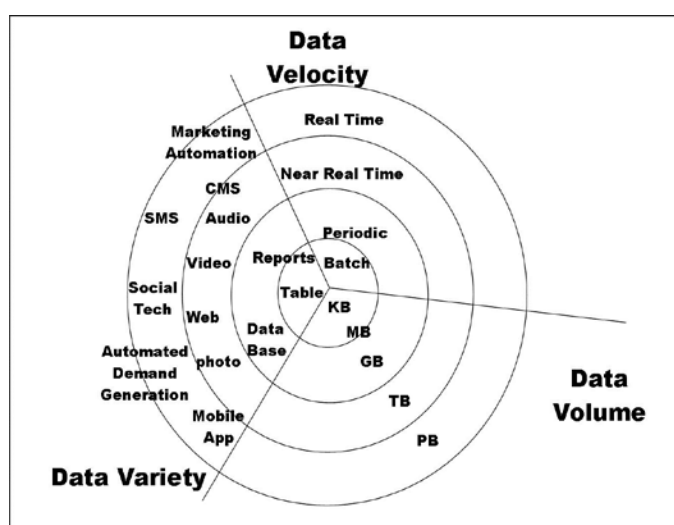 Data
Velocity
Real Time
Marketing
Automation
Near Real Time
CMS
SMS
Audio
Periodic
Reports
Video
Batch
Social
Tech
Table
KB
Web
MB
Data
Base
Automated
Demand
Generation
photo
GB
TB
Mobile
App
PB
Data
Volume
Data Variety